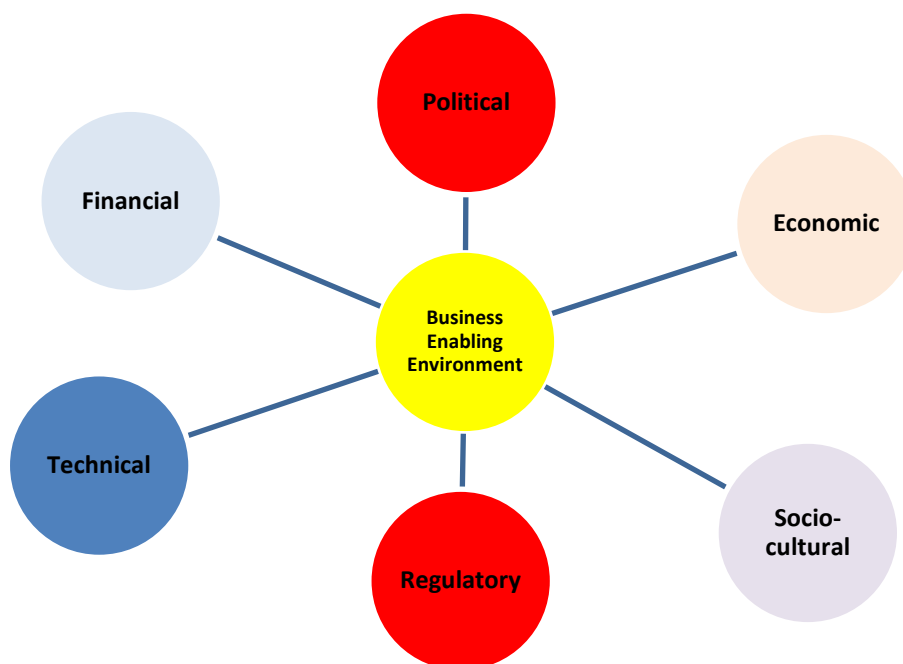 Political
Financial
Economic
Business
Enabling
Environment
Technical
Socio-
cultural
Regulatory